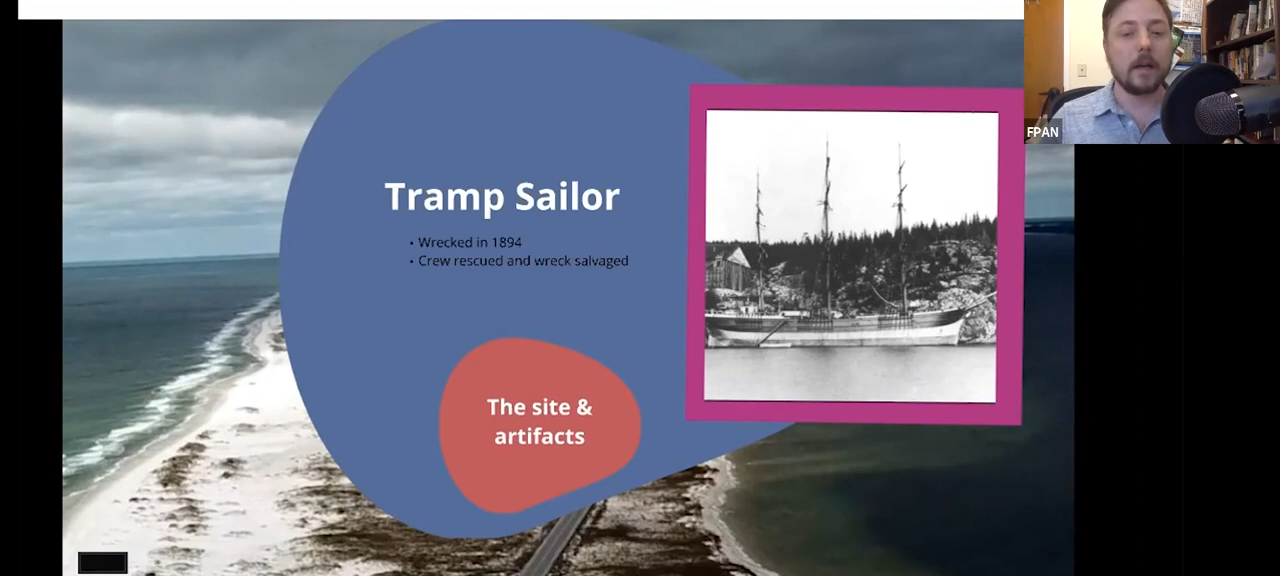 Tramp Sailor
• Wrecked in 1894
• Crew rescued and wreck salvaged
The site &
artifacts
FPAN